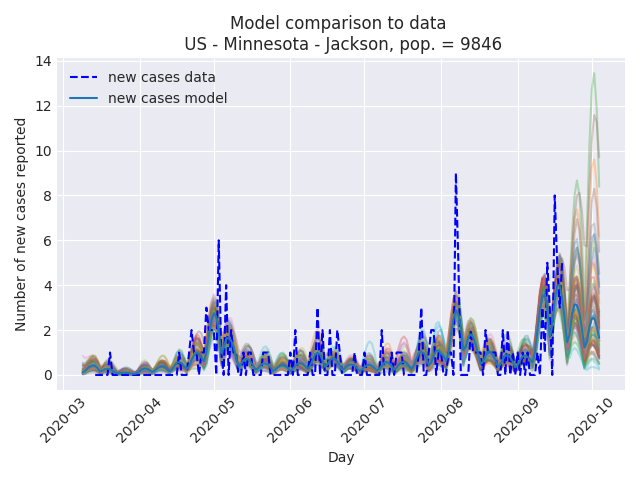 Model comparison to data
US - Minnesota - Jackson, pop. = 9846
14
12
10
8
6
4
2
0
Number of new cases reported
new cases data
new cases model
2020-03
2020-04
2020-05
2020-06
2020-07
2020-08
2020-09
2020-10
Day